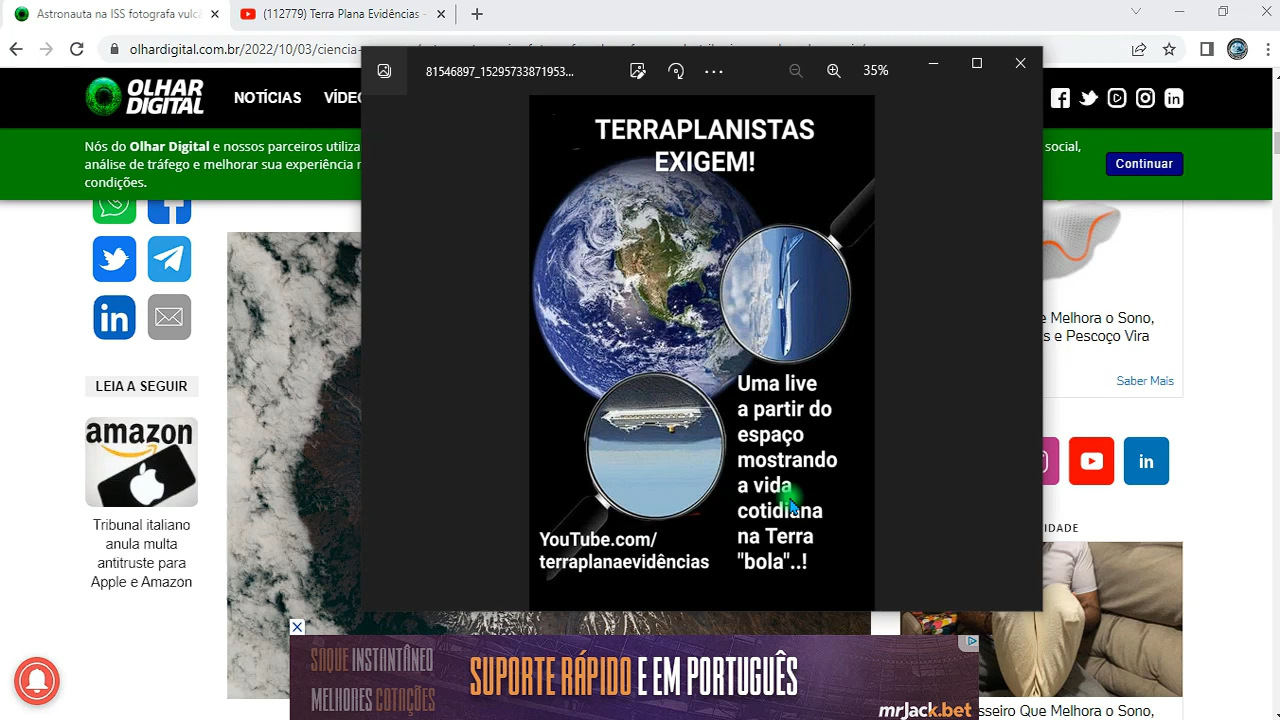 Astronauta na ISS fotografa vulcã
(112779) Terra Plana Evidências -
olhardigital.com.br/2022/10/03/ciencia-
81546897_15295733871953...
35%
OLHAR
DIGITAL
NOTÍCIAS
Nós do Olhar Digital e nossos parceiros utiliza
social,
análise de tráfego e melhorar sua experiência
condições.
Continuar
TERRAPLANISTAS
EXIGEM!
Uma live
a partir do
espaço
mostrando
a vida
cotidiana
na Terra
"bola"..!
YouTube.com/
terraplanaevidências
LEIA A SEGUIR
amazon
Tribunal italiano
anula multa
antitruste para
Apple e Amazon
e Melhora o Sono,
s e Pescoço Vira
Saber Mais
IDADE
sseiro Que Melhora o Sono,
SAQUE INSTANTÂNEO
MELHORES COTAÇÕES
SUPORTE RÁPIDO E EM PORTUGUÊS
mrJack.bet